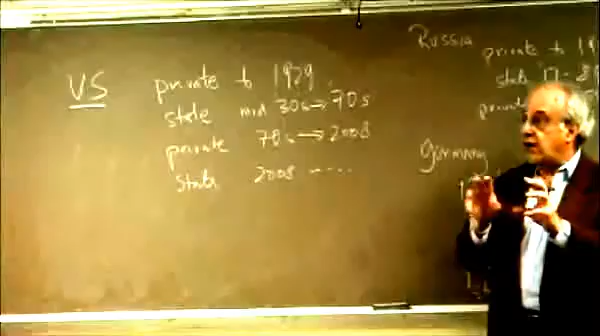 US
private to 1929
state mid 30s → 70s
private 70s → 2008
state 2008 ......
Russia
private to 19
state 17 - 8
private
Germany